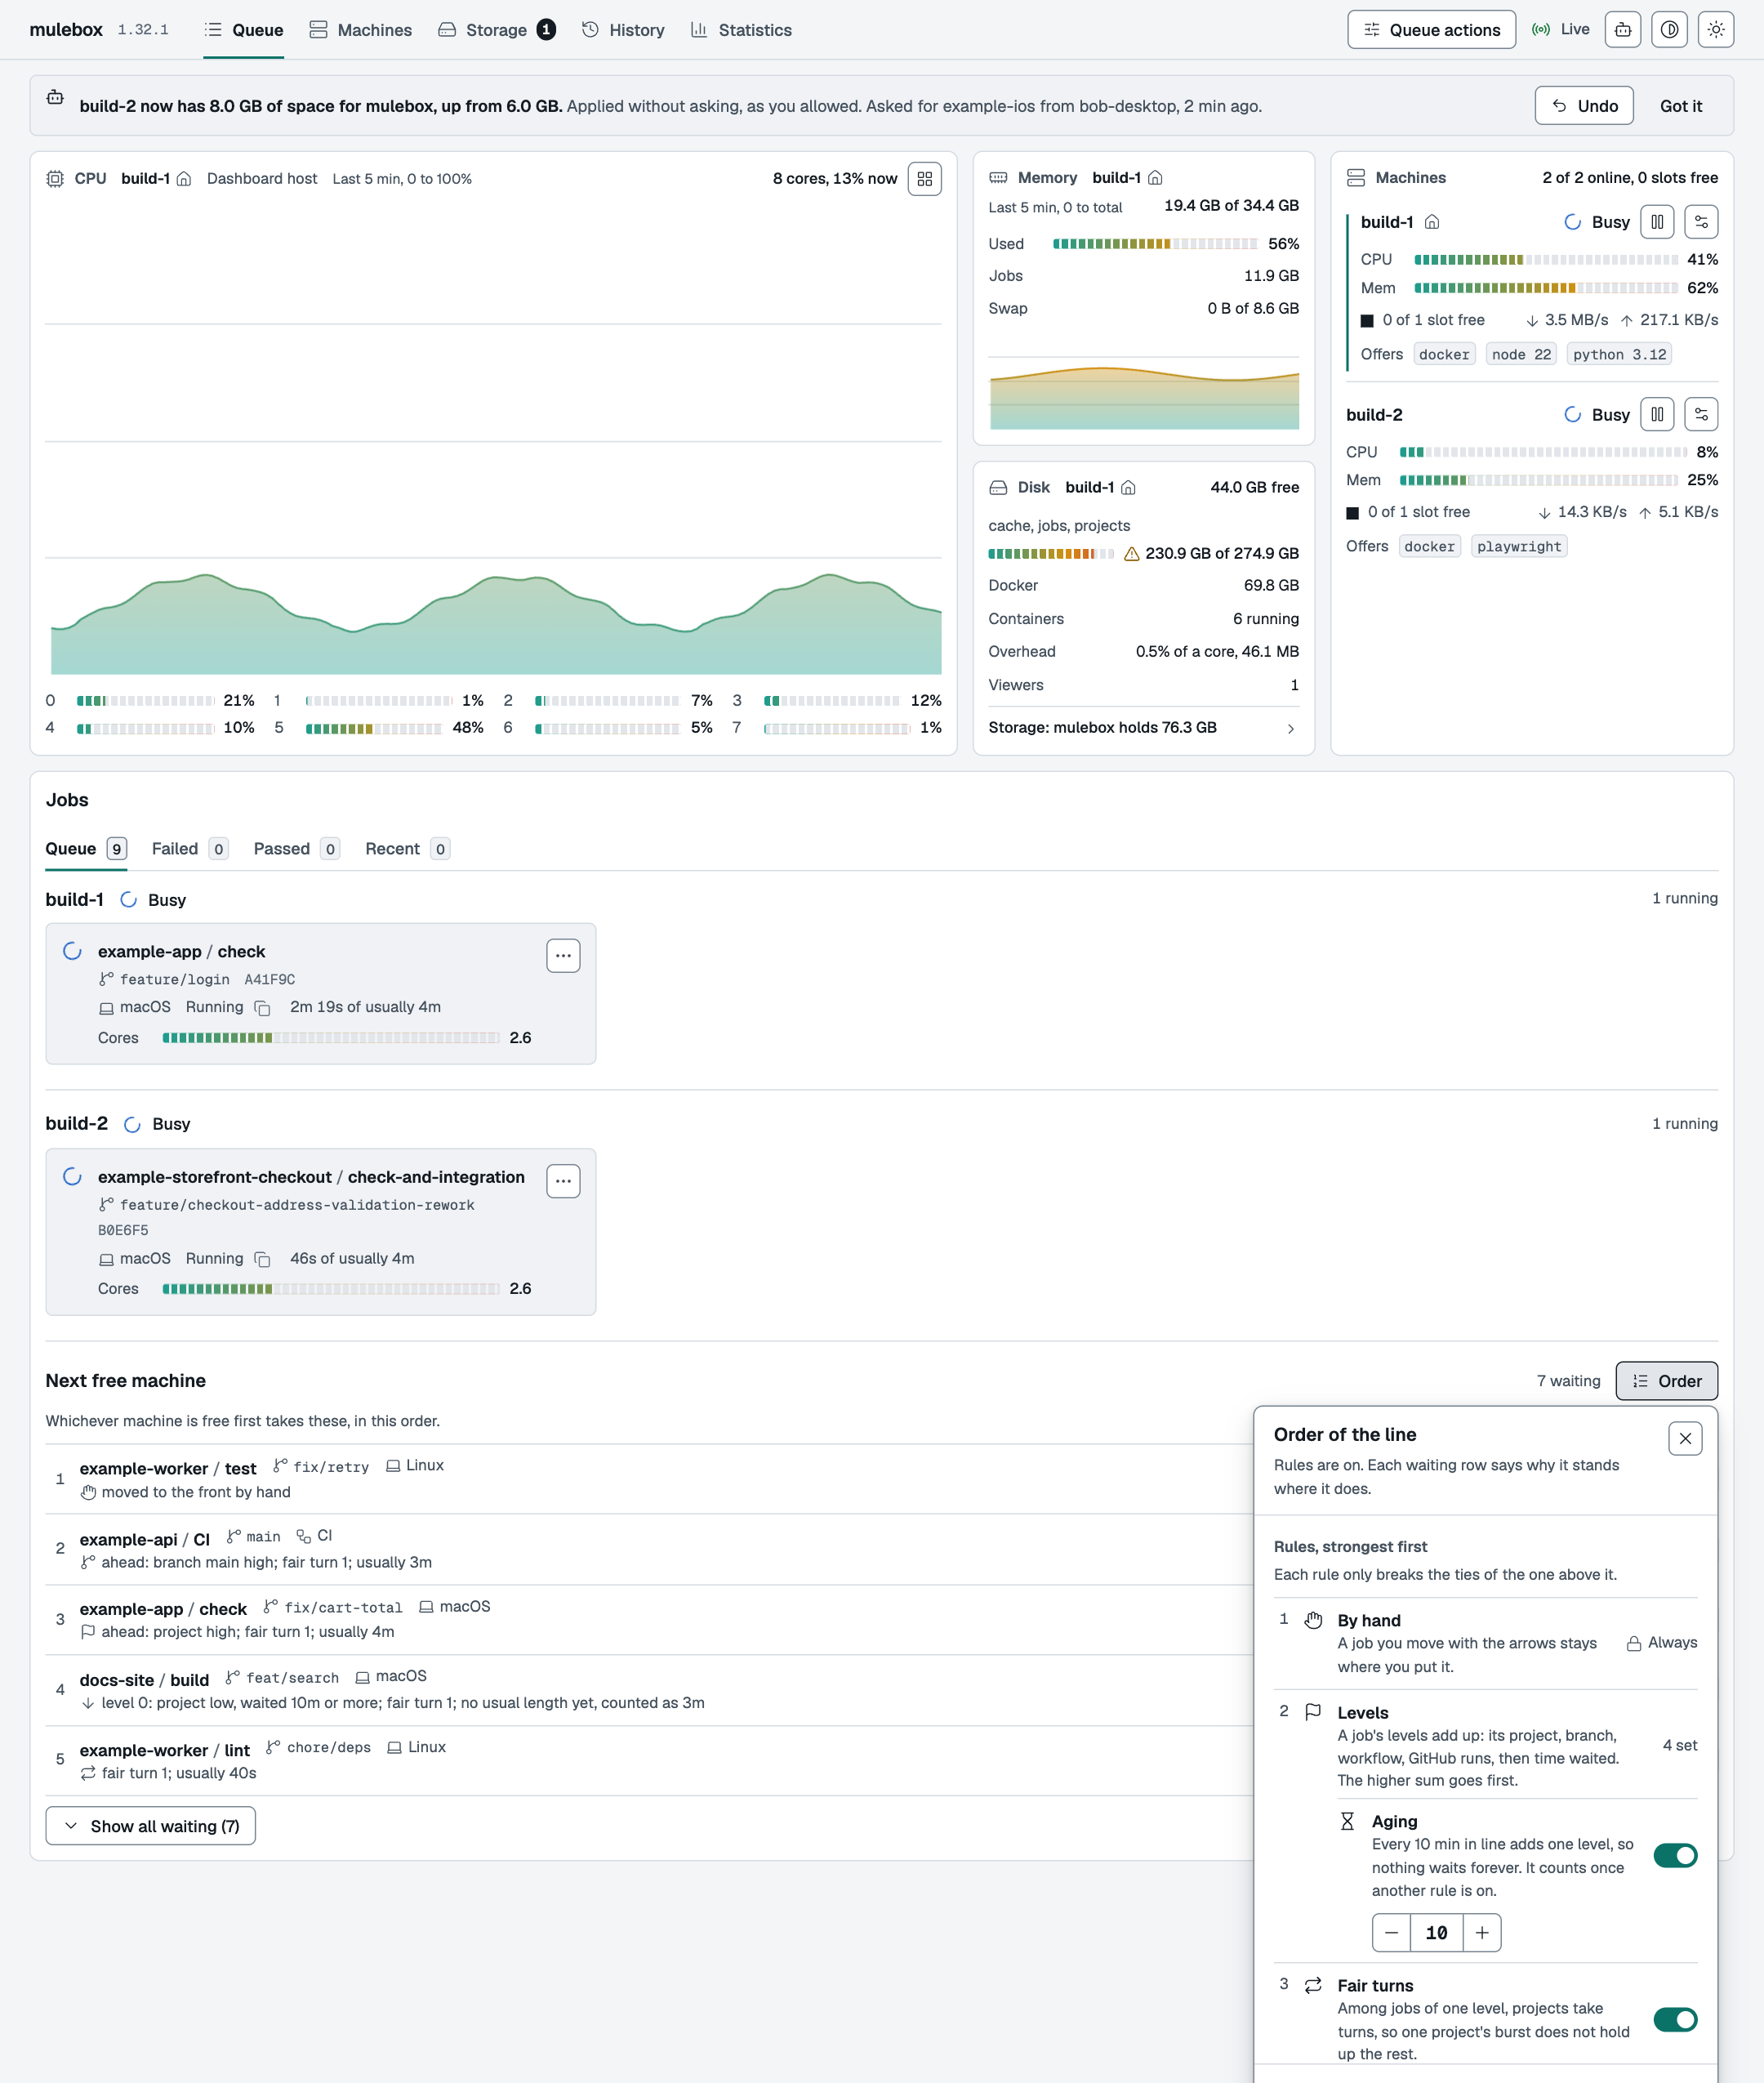 mulebox 1.32.1 Queue Machines Storage 1 History Statistics Queue actions Live
build-2 now has 8.0 GB of space for mulebox, up from 6.0 GB. Applied without asking, as you allowed. Asked for example-ios from bob-desktop, 2 min ago. Undo Got it
CPU build-1 Dashboard host Last 5 min, 0 to 100% 8 cores, 13% now
0 21% 1 1% 2 7% 3 12%
4 10% 5 48% 6 5% 7 1%
Memory build-1
Last 5 min, 0 to total 19.4 GB of 34.4 GB
Used 56%
Jobs 11.9 GB
Swap 0 B of 8.6 GB
Disk build-1 44.0 GB free
cache, jobs, projects
230.9 GB of 274.9 GB
Docker 69.8 GB
Containers 6 running
Overhead 0.5% of a core, 46.1 MB
Viewers 1
Storage: mulebox holds 76.3 GB
Machines 2 of 2 online, 0 slots free
build-1 Busy
CPU 41%
Mem 62%
0 of 1 slot free 3.5 MB/s 217.1 KB/s
Offers docker node 22 python 3.12
build-2 Busy
CPU 8%
Mem 25%
0 of 1 slot free 14.3 KB/s 5.1 KB/s
Offers docker playwright
Jobs
Queue 9 Failed 0 Passed 0 Recent 0
build-1 Busy 1 running
example-app / check
feature/login A41F9C
macOS Running 2m 19s of usually 4m
Cores 2.6
build-2 Busy 1 running
example-storefront-checkout / check-and-integration
feature/checkout-address-validation-rework
B0E6F5
macOS Running 46s of usually 4m
Cores 2.6
Next free machine 7 waiting Order
Whichever machine is free first takes these, in this order.
1 example-worker / test fix/retry Linux
moved to the front by hand
2 example-api / CI main CI
ahead: branch main high; fair turn 1; usually 3m
3 example-app / check fix/cart-total macOS
ahead: project high; fair turn 1; usually 4m
4 docs-site / build feat/search macOS
level 0: project low, waited 10m or more; fair turn 1; no usual length yet, counted as 3m
5 example-worker / lint chore/deps Linux
fair turn 1; usually 40s
Show all waiting (7)
Order of the line
Rules are on. Each waiting row says why it stands
where it does.
Rules, strongest first
Each rule only breaks the ties of the one above it.
1 By hand
A job you move with the arrows stays
where you put it.
Always
2 Levels
A job's levels add up: its project, branch,
workflow, GitHub runs, then time waited.
The higher sum goes first.
4 set
Aging
Every 10 min in line adds one level, so
nothing waits forever. It counts once
another rule is on.
10
3 Fair turns
Among jobs of one level, projects take
turns, so one project's burst does not hold
up the rest.